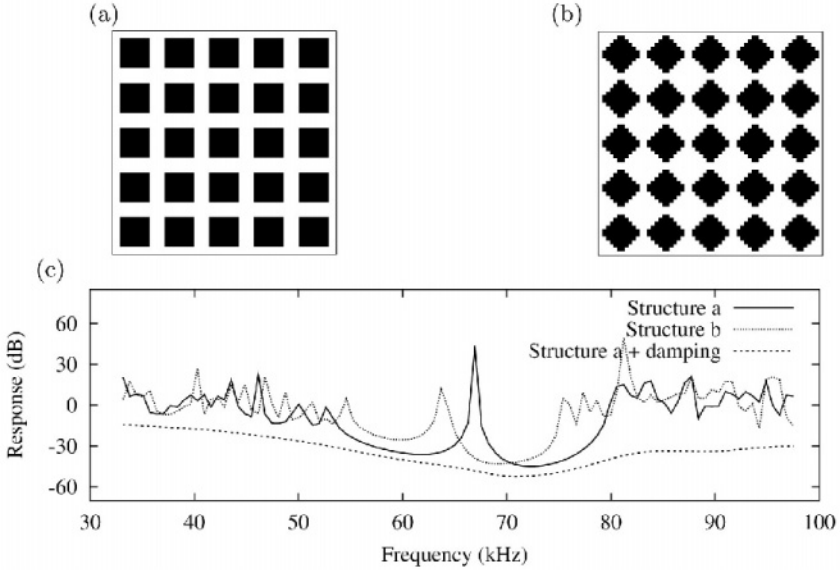 (a)
(b)
(c)
60
30
0
-30
-60
Response (dB)
Structure a
Structure b
Structure a + damping
30 40 50 60 70 80 90 100
Frequency (kHz)